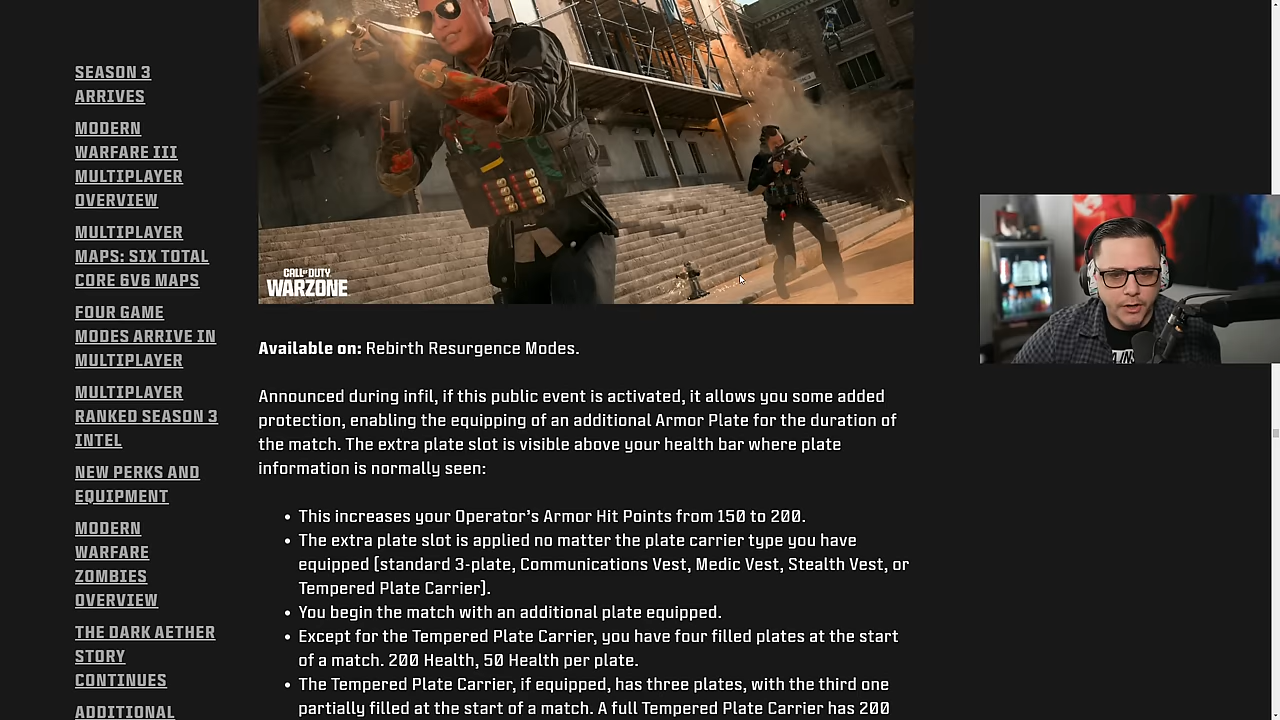 SEASON 3
ARRIVES
MODERN
WARFARE III
MULTIPLAYER
OVERVIEW
MULTIPLAYER
MAPS: SIX TOTAL
CORE 6V6 MAPS
FOUR GAME
MODES ARRIVE IN
MULTIPLAYER
MULTIPLAYER
RANKED SEASON 3
INTEL
NEW PERKS AND
EQUIPMENT
MODERN
WARFARE
ZOMBIES
OVERVIEW
THE DARK AETHER
STORY
CONTINUES
ADDITIONAL
CALL OF DUTY
WARZONE
Available on: Rebirth Resurgence Modes.
Announced during infil, if this public event is activated, it allows you some added
protection, enabling the equipping of an additional Armor Plate for the duration of
the match. The extra plate slot is visible above your health bar where plate
information is normally seen:
• This increases your Operator’s Armor Hit Points from 150 to 200.
• The extra plate slot is applied no matter the plate carrier type you have
equipped (standard 3-plate, Communications Vest, Medic Vest, Stealth Vest, or
Tempered Plate Carrier).
• You begin the match with an additional plate equipped.
• Except for the Tempered Plate Carrier, you have four filled plates at the start
of a match. 200 Health, 50 Health per plate.
• The Tempered Plate Carrier, if equipped, has three plates, with the third one
partially filled at the start of a match. A full Tempered Plate Carrier has 200